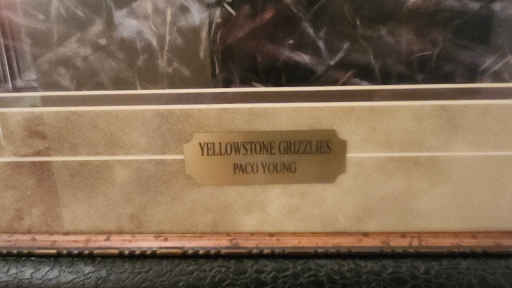 YELLOWSTONE GRIZZLIES
PACO YOUNG